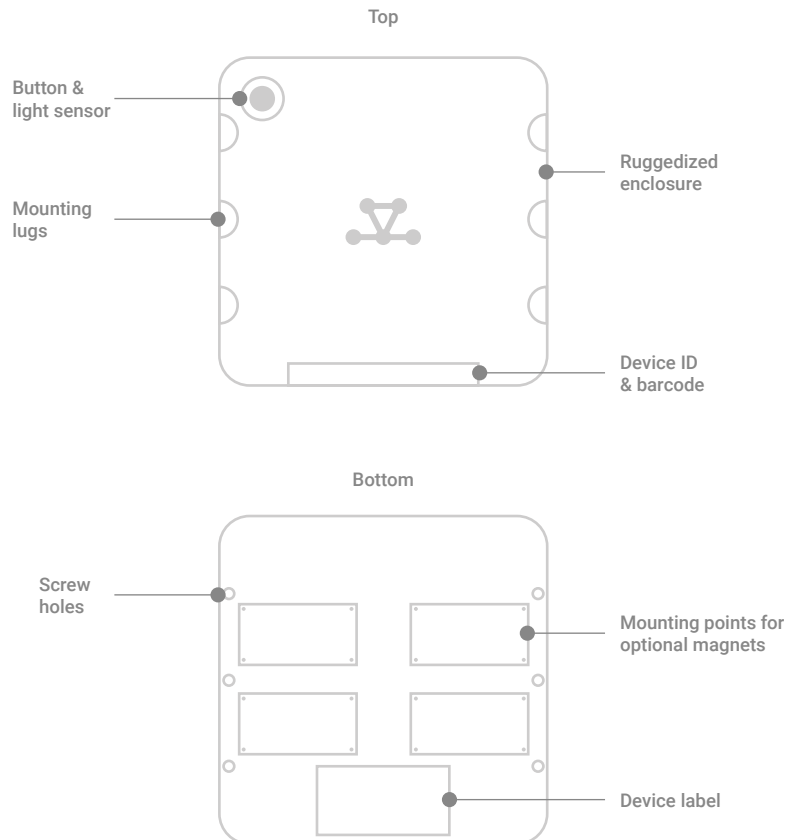 Top
Button &
light sensor
Ruggedized
enclosure
Mounting
lugs
Device ID
& barcode
Bottom
Screw
holes
Mounting points for
optional magnets
Device label